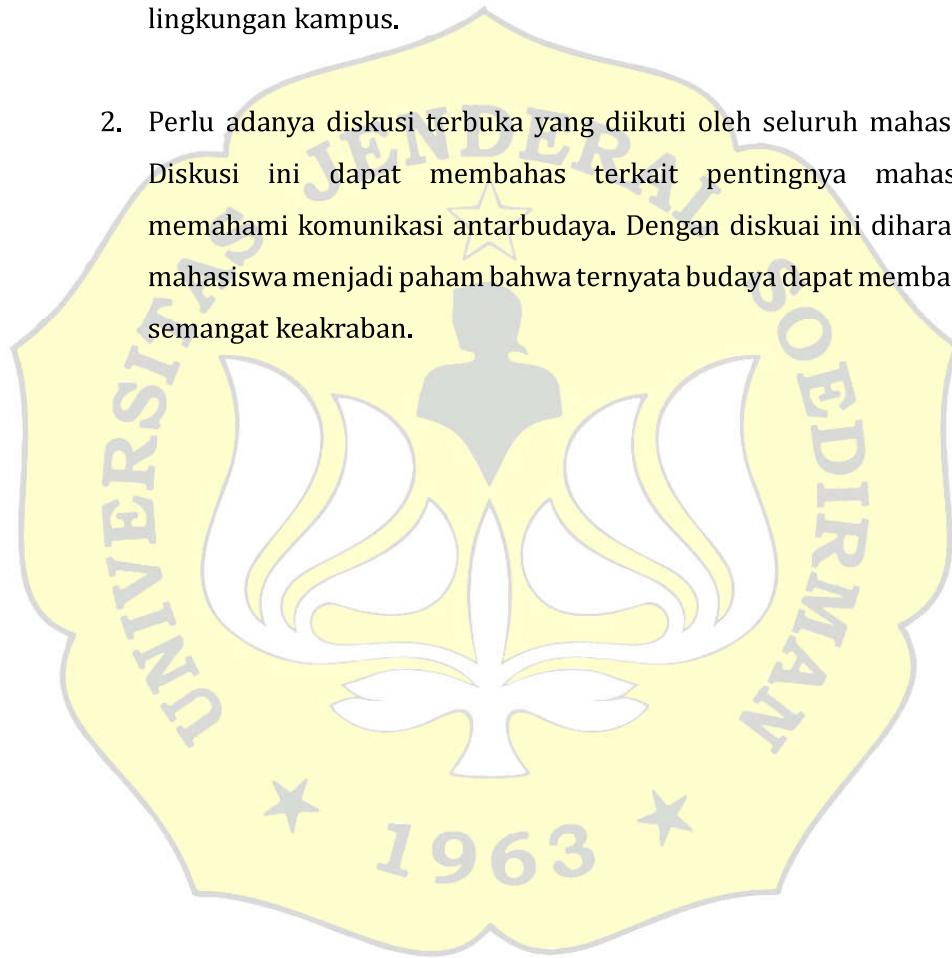 lingkungan kampus.
2. Perlu adanya diskusi terbuka yang diikuti oleh seluruh mahas
Diskusi ini dapat membahas terkait pentingnya mahas
memahami komunikasi antarbudaya. Dengan diskuai ini dihara
mahasiswa menjadi paham bahwa ternyata budaya dapat memba
semangat keakraban.
UNIVERSITAS JENDERAL SOEDIRMAN
1963